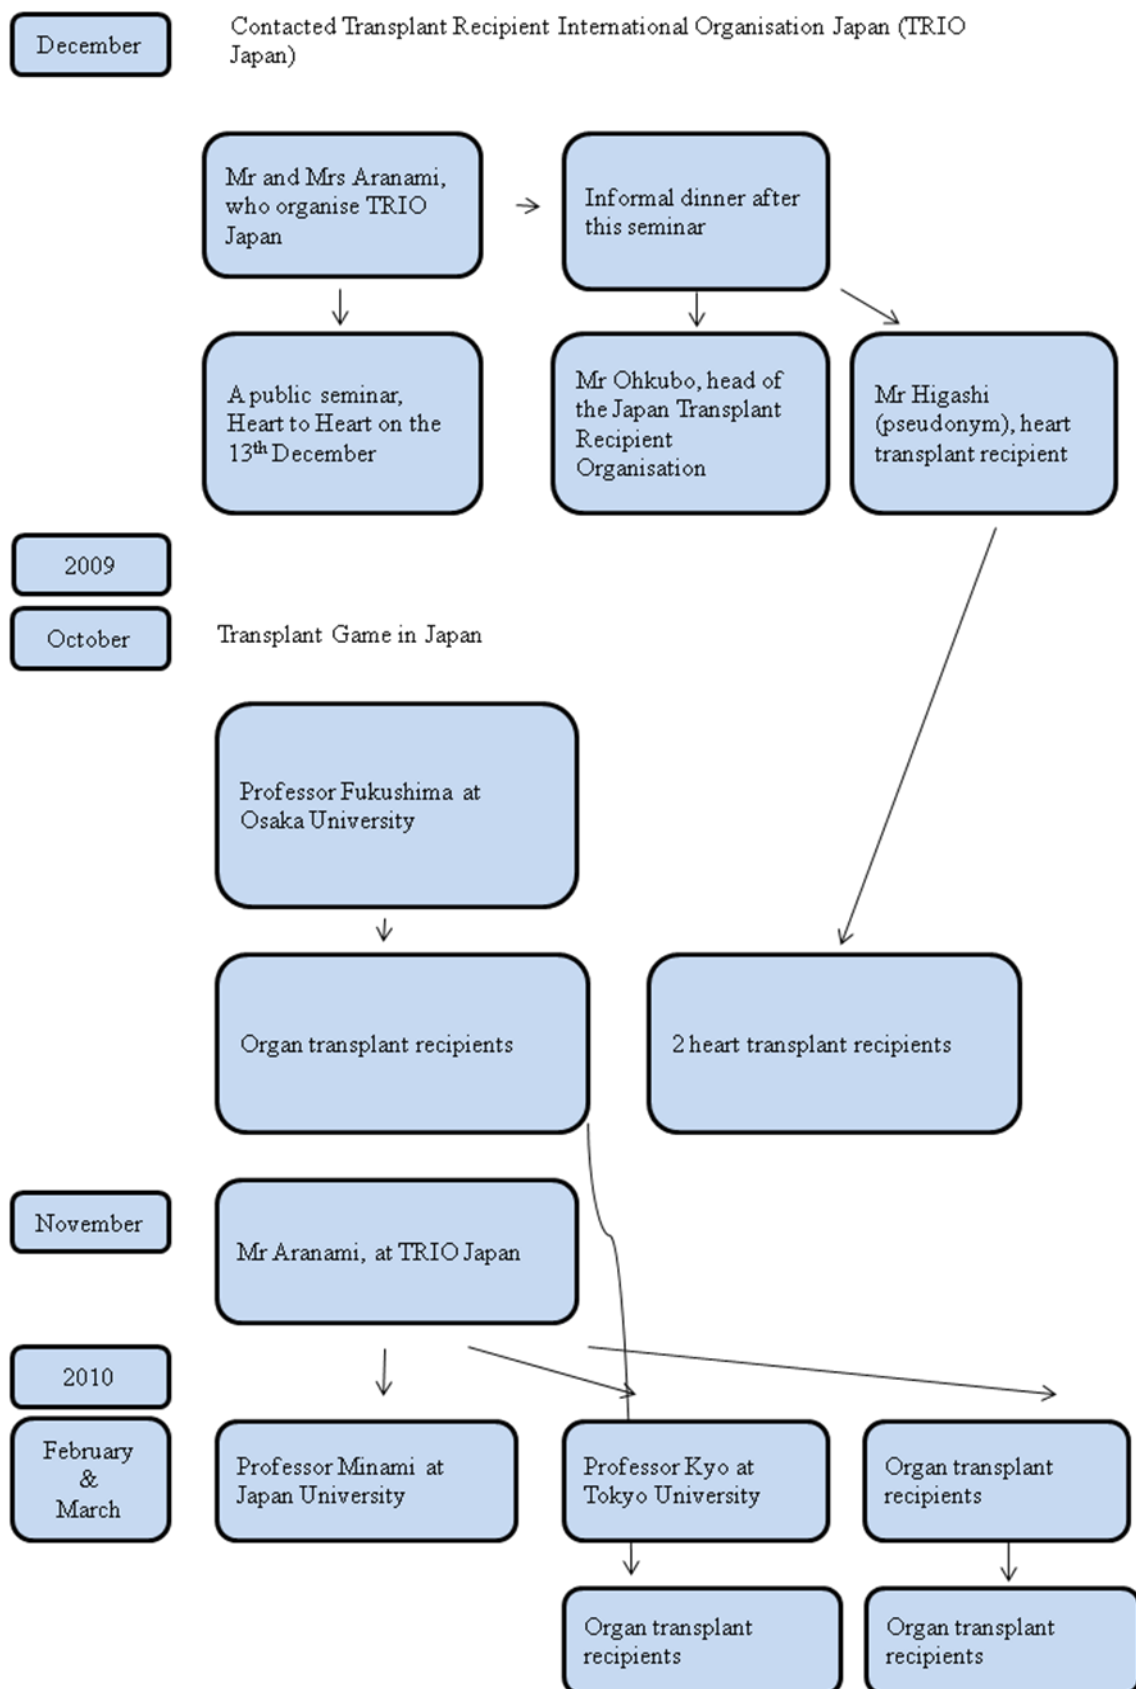 December
Contacted Transplant Recipient International Organisation Japan (TRIO
Japan)
Mr and Mrs Aranami,
who organise TRIO
Japan
Informal dinner after
this seminar
A public seminar,
Heart to Heart on the
13th December
Mr Ohkubo, head of
the Japan Transplant
Recipient
Organisation
Mr Higashi
(pseudonym), heart
transplant recipient
2009
October
Transplant Game in Japan
Professor Fukushima at
Osaka University
Organ transplant recipients
2 heart transplant recipients
November
Mr Aranami, at TRIO Japan
2010
February
&
March
Professor Minami at
Japan University
Professor Kyo at
Tokyo University
Organ transplant
recipients
Organ transplant
recipients
Organ transplant
recipients